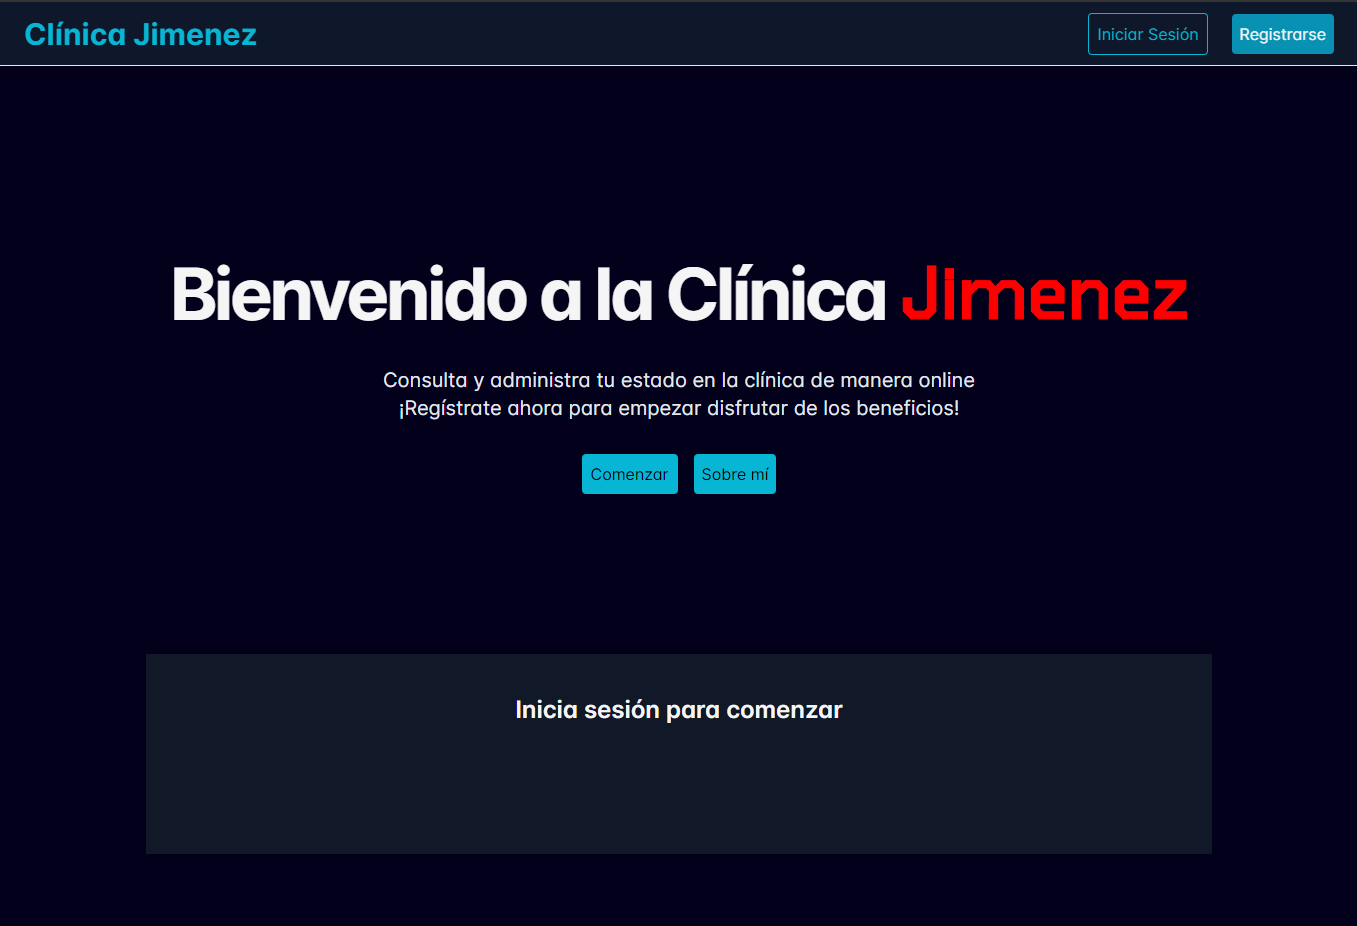 Clínica Jimenez
Iniciar Sesión
Registrarse
Bienvenido a la Clínica Jimenez
Consulta y administra tu estado en la clínica de manera online
¡Regístrate ahora para empezar disfrutar de los beneficios!
Comenzar
Sobre mí
Inicia sesión para comenzar